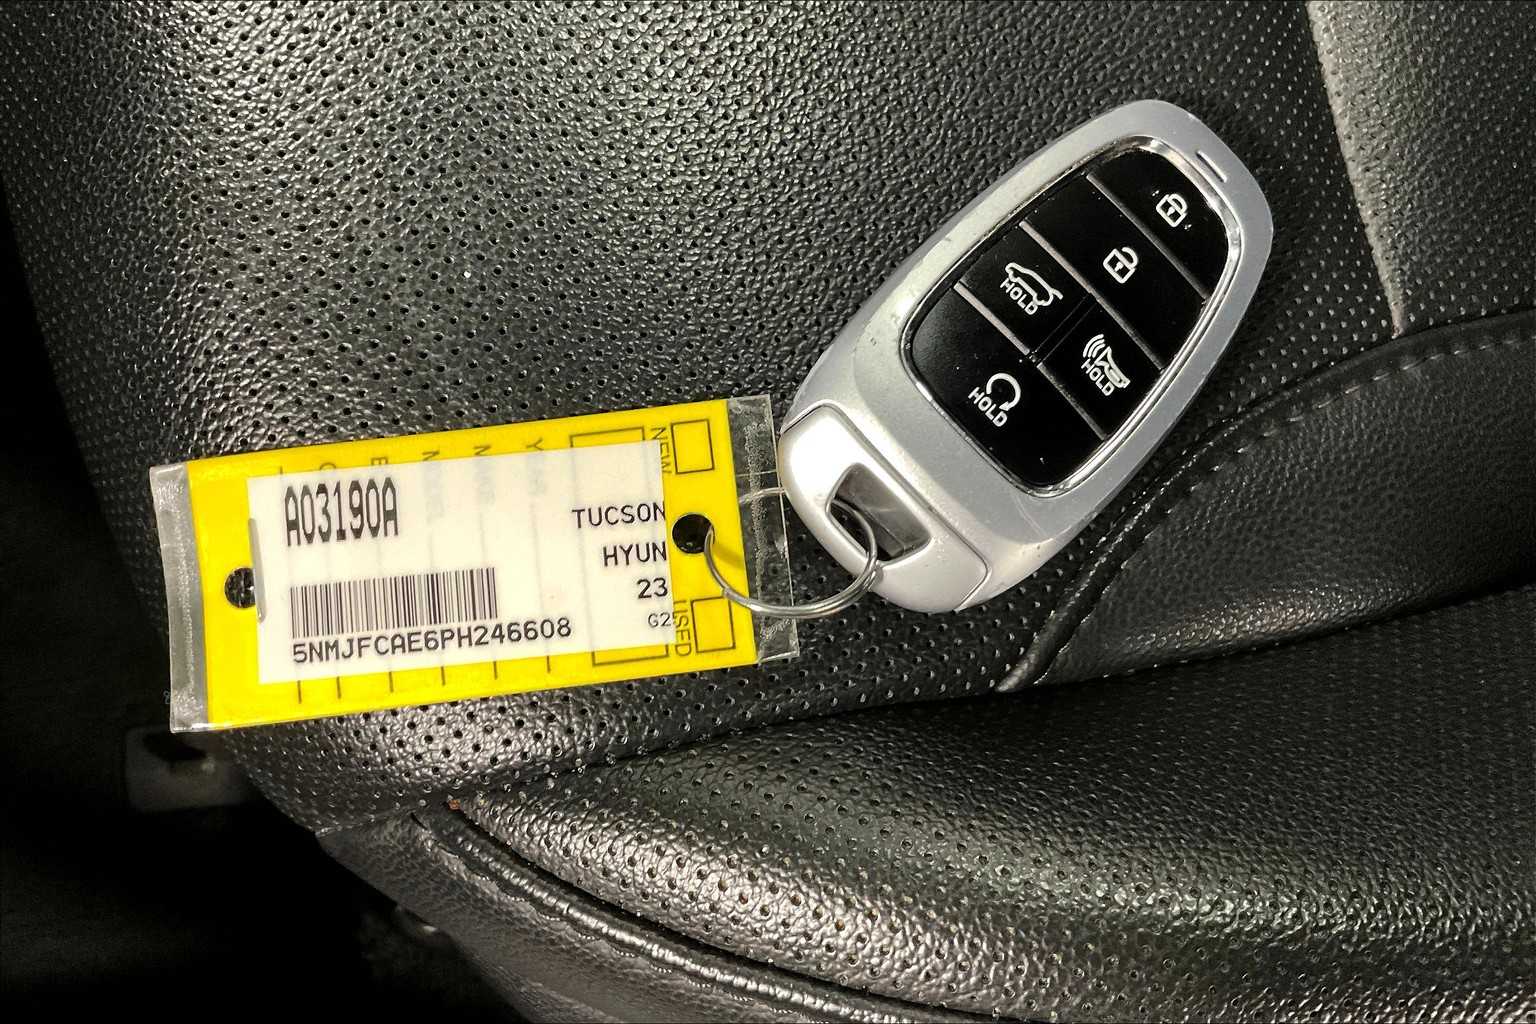 A03190A
TUCSON
HYUN
23
G2
5NMJFCAE6PH246608
NEW
USED
HOLD
HOLD
HOLD